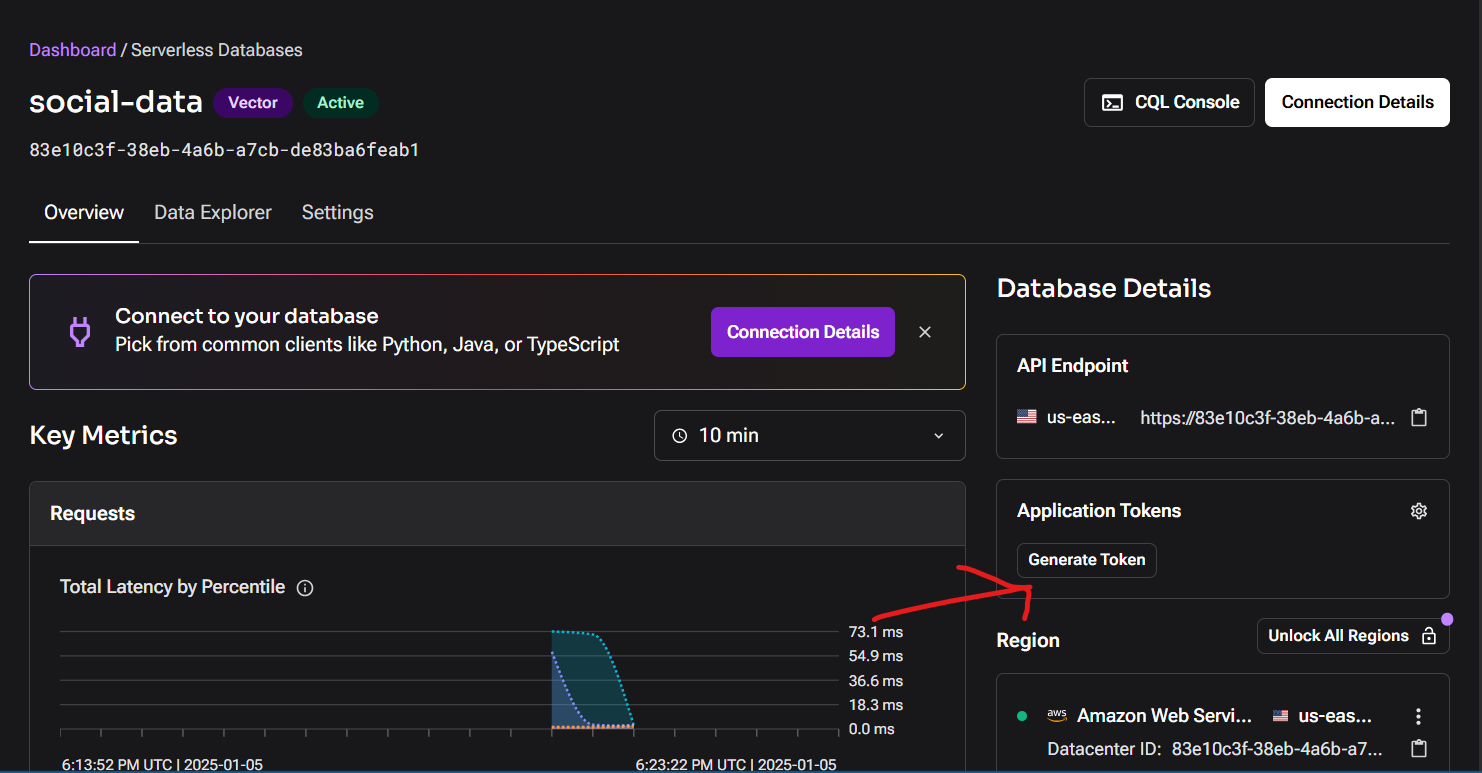 Dashboard / Serverless Databases
social-data Vector Active
CQL Console Connection Details
83e10c3f-38eb-4a6b-a7cb-de83ba6feab1
Overview Data Explorer Settings
Connect to your database
Pick from common clients like Python, Java, or TypeScript
Connection Details
Key Metrics
10 min
Requests
Total Latency by Percentile
73.1 ms
54.9 ms
36.6 ms
18.3 ms
0.0 ms
6:13:52 PM UTC | 2025-01-05
6:23:22 PM UTC | 2025-01-05
Database Details
API Endpoint
us-eas... https://83e10c3f-38eb-4a6b-a...
Application Tokens
Generate Token
Region
Unlock All Regions
aws Amazon Web Servi... us-eas...
Datacenter ID: 83e10c3f-38eb-4a6b-a7...